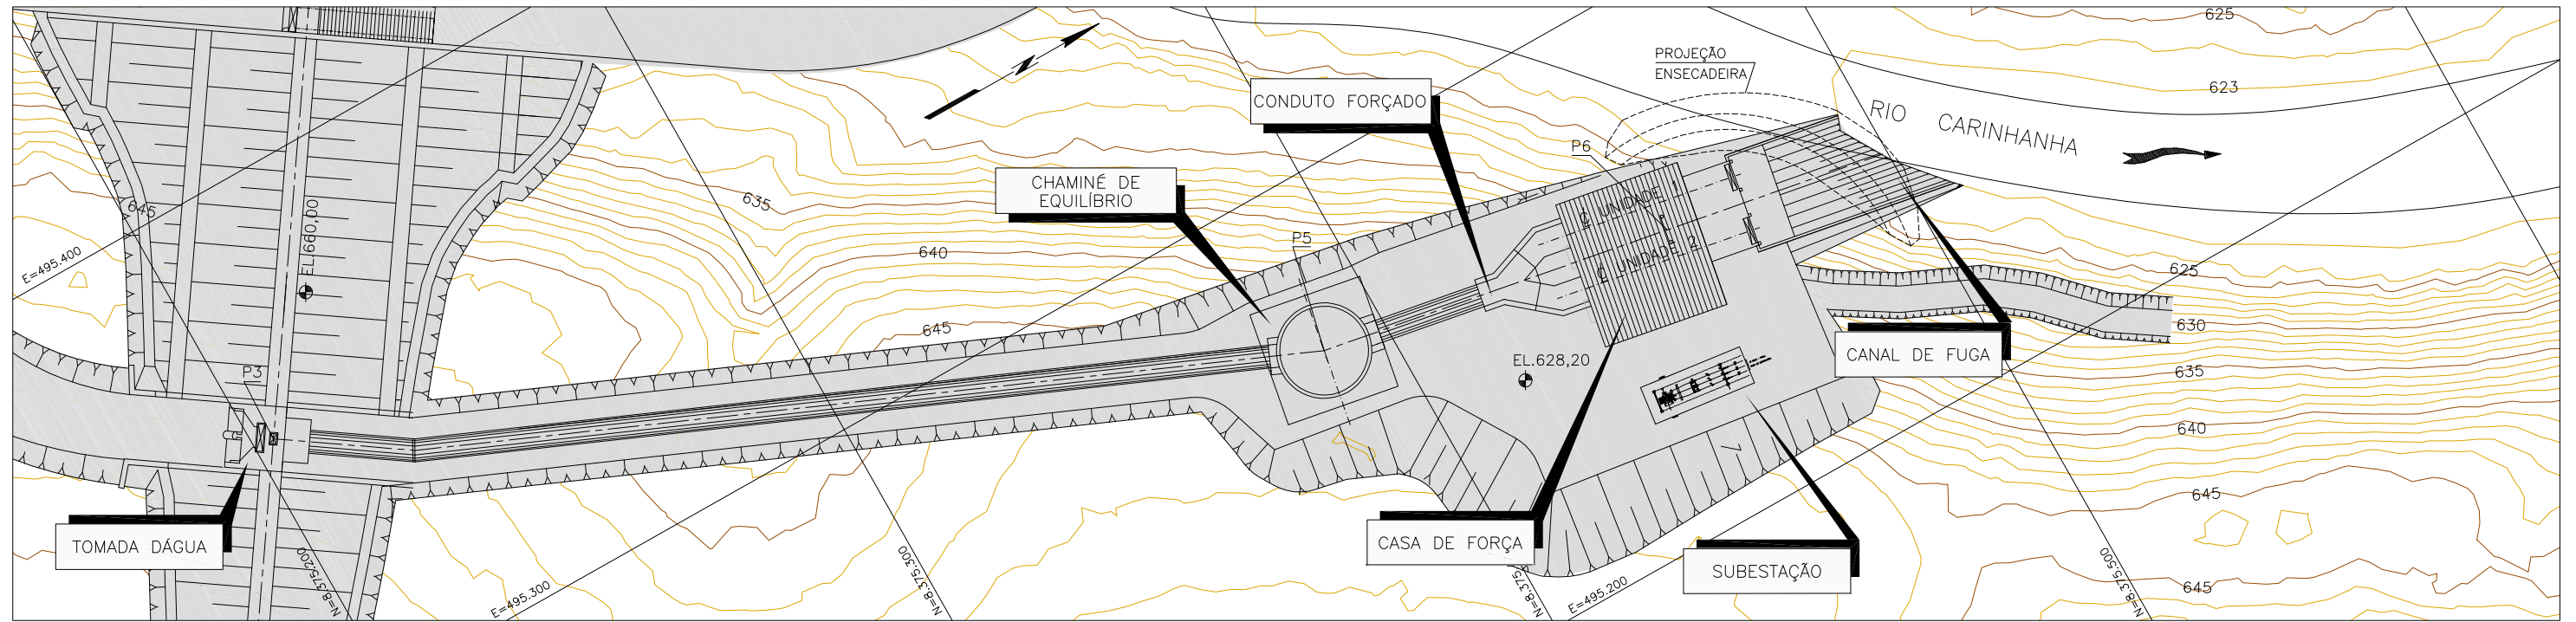 625
PROJEÇÃO
ENSECADEIRA
623
RIO CARINHANHA
CONDUTO FORÇADO
P6
CHAMINÉ DE
EQUILÍBRIO
635
645
C UNIDADE 1
C UNIDADE 2
EL.660,00
P5
640
E=495.400
625
645
630
EL.628,20
CANAL DE FUGA
P3
635
640
645
TOMADA DÁGUA
CASA DE FORÇA
SUBESTAÇÃO
N=8.375.200
N=8.375.300
E=495.300
N=8.375
E=495.200
N=8.375.500
645